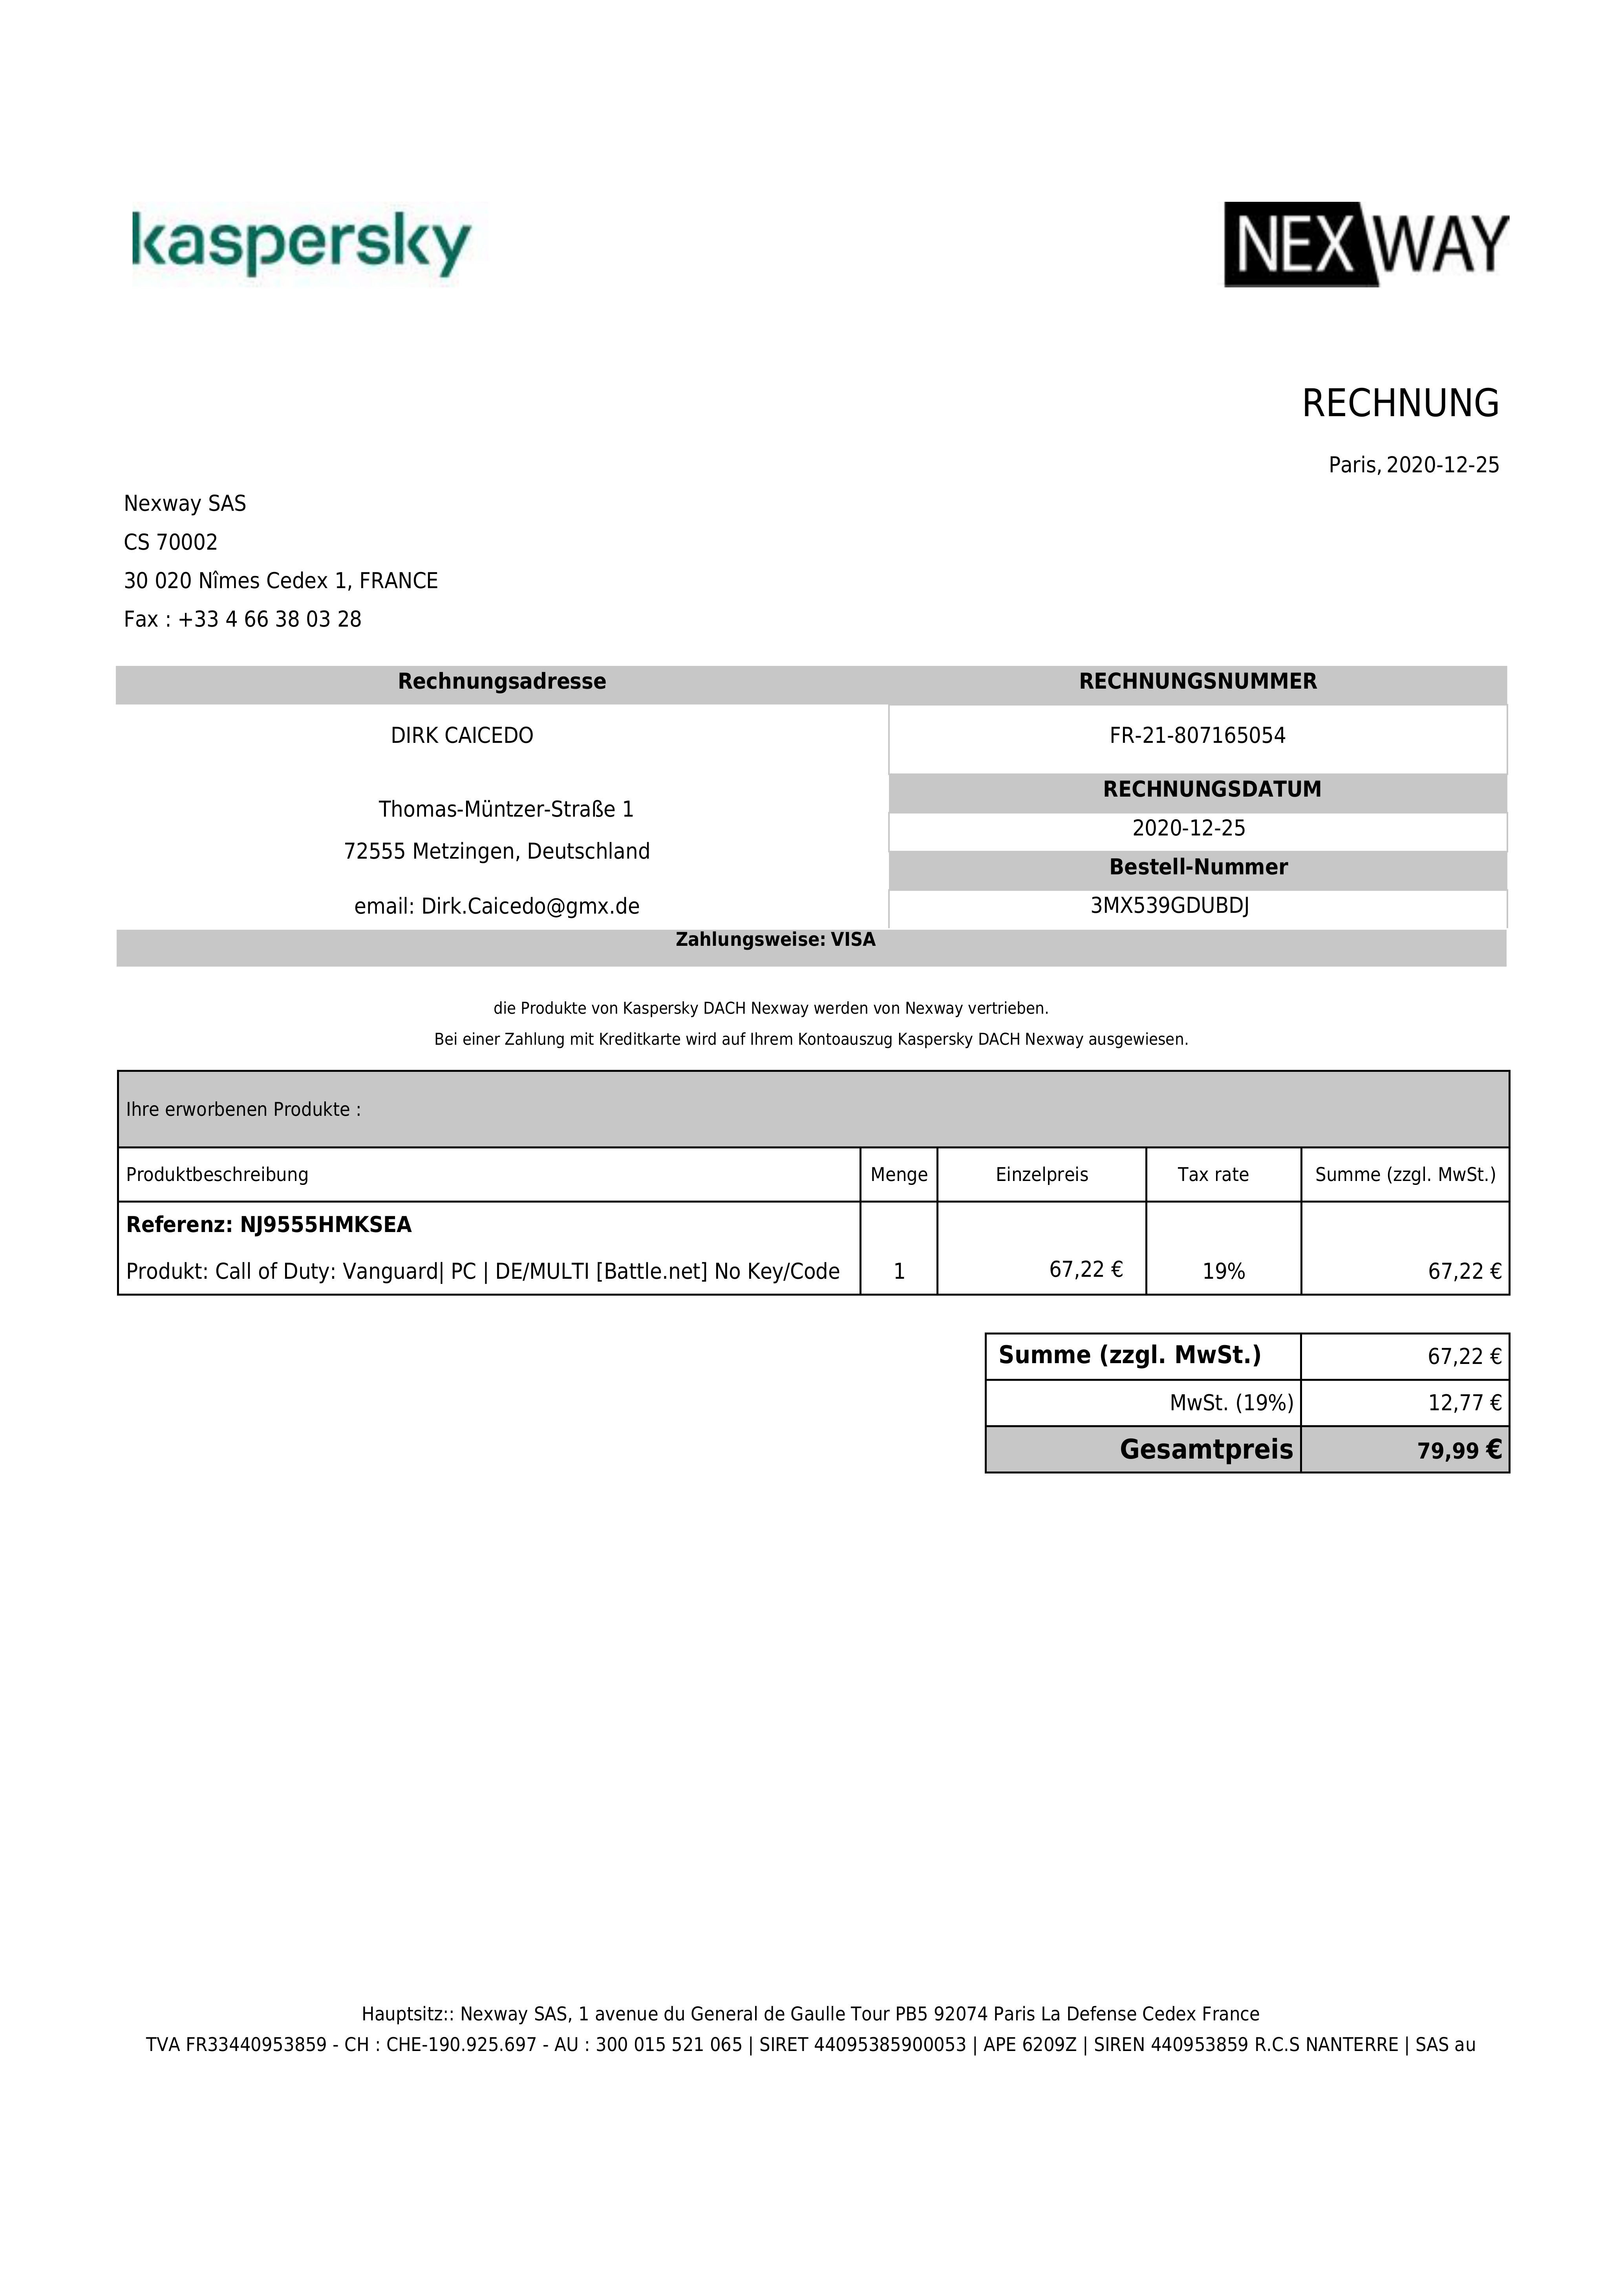 kaspersky
NEXWAY
RECHNUNG
Paris, 2020-12-25
Nexway SAS
CS 70002
30 020 Nîmes Cedex 1, FRANCE
Fax : +33 4 66 38 03 28
Rechnungsadresse
RECHNUNGSNUMMER
DIRK CAICEDO
FR-21-807165054
RECHNUNGSDATUM
Thomas-Müntzer-Straße 1
2020-12-25
72555 Metzingen, Deutschland
Bestell-Nummer
email: Dirk.Caicedo@gmx.de
3MX539GDUBDJ
Zahlungsweise: VISA
die Produkte von Kaspersky DACH Nexway werden von Nexway vertrieben.
Bei einer Zahlung mit Kreditkarte wird auf Ihrem Kontoauszug Kaspersky DACH Nexway ausgewiesen.
Ihre erworbenen Produkte :
Produktbeschreibung Menge Einzelpreis Tax rate Summe (zzgl. MwSt.)
Referenz: NJ9555HMKSEA
Produkt: Call of Duty: Vanguard| PC | DE/MULTI [Battle.net] No Key/Code 1 67,22 € 19% 67,22 €
Summe (zzgl. MwSt.) 67,22 €
MwSt. (19%) 12,77 €
Gesamtpreis 79,99 €
Hauptsitz:: Nexway SAS, 1 avenue du General de Gaulle Tour PB5 92074 Paris La Defense Cedex France
TVA FR33440953859 - CH : CHE-190.925.697 - AU : 300 015 521 065 | SIRET 44095385900053 | APE 6209Z | SIREN 440953859 R.C.S NANTERRE | SAS au